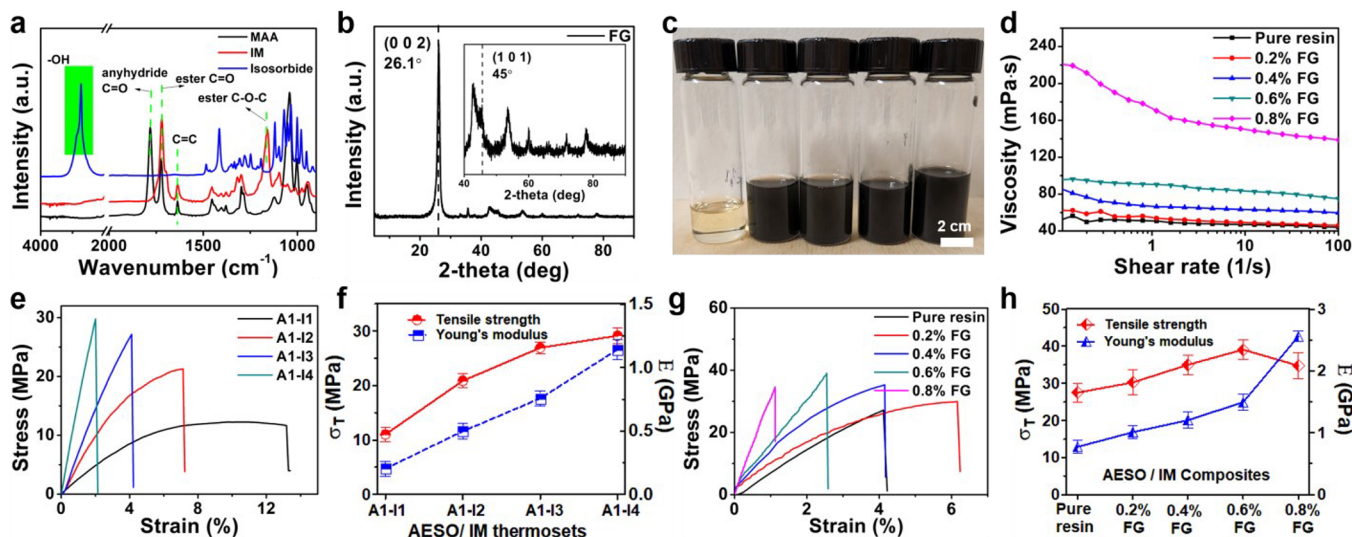 a
Intensity (a.u.)
-OH
anyhydride
C=O
ester C=O
ester C-O-C
C=C
MAA
IM
Isosorbide
4000
2000
1500
1000
Wavenumber (cm⁻¹)
b
Intensity (a.u.)
(0 0 2)
26.1°
FG
(1 0 1)
45°
40 60 80
2-theta (deg)
20 40 60 80
2-theta (deg)
c
2 cm
d
Viscosity (mPa·s)
240
200
160
120
80
40
Pure resin
0.2% FG
0.4% FG
0.6% FG
0.8% FG
1 10 100
Shear rate (1/s)
e
Stress (MPa)
30
20
10
0
A1-I1
A1-I2
A1-I3
A1-I4
0 4 8 12
Strain (%)
f
σT (MPa)
30
20
10
0
Tensile strength
Young's modulus
1.5
1.2
0.9
0.6
0.3
0.0
E (GPa)
A1-I1 A1-I2 A1-I3 A1-I4
AESO/ IM thermosets
g
Stress (MPa)
60
40
20
0
Pure resin
0.2% FG
0.4% FG
0.6% FG
0.8% FG
0 2 4 6
Strain (%)
h
σT (MPa)
50
40
30
20
10
0
Tensile strength
Young's modulus
3
2
1
0
E (GPa)
AESO / IM Composites
Pure 0.2% 0.4% 0.6% 0.8%
resin FG FG FG FG